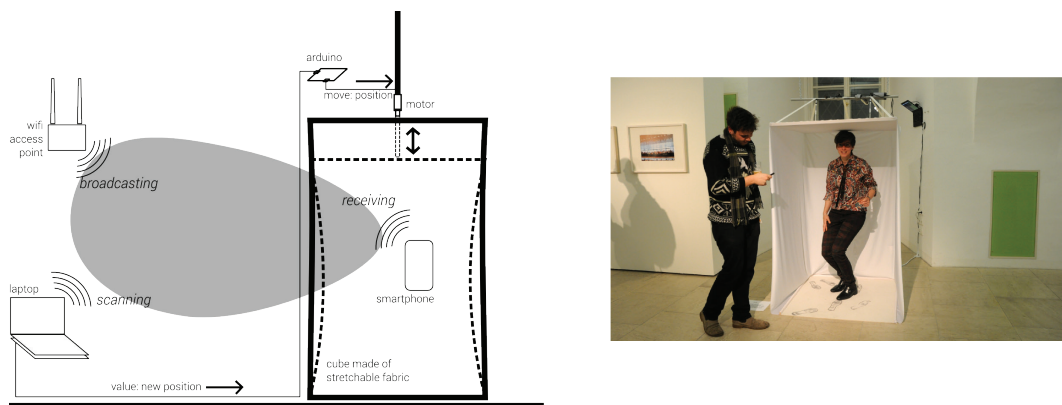 arduino
move: position
motor
wifi
access
point
broadcasting
receiving
laptop
scanning
smartphone
cube made of
stretchable fabric
value: new position